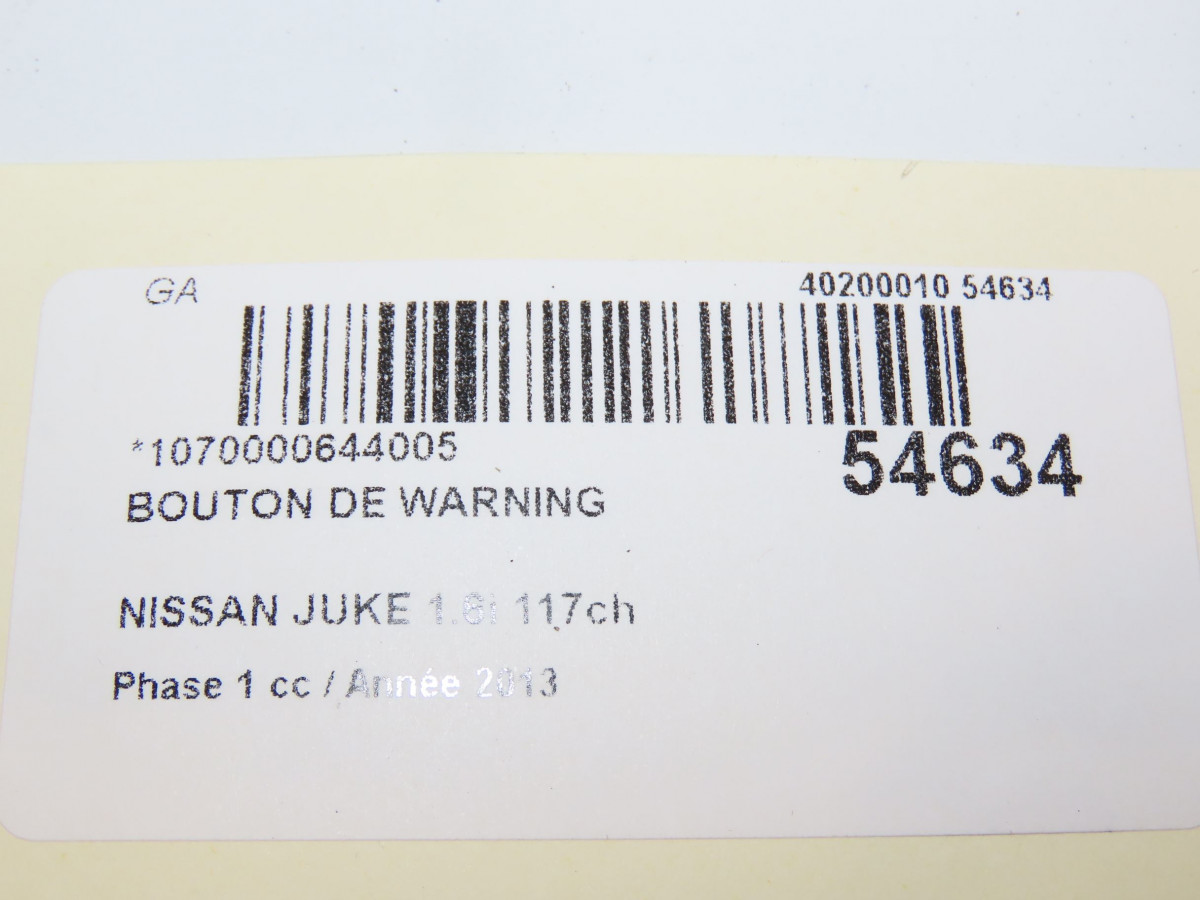 GA 40200010 54634
*1070000644005 54634
BOUTON DE WARNING
NISSAN JUKE 1.6i 117ch
Phase 1 cc / Année 2013